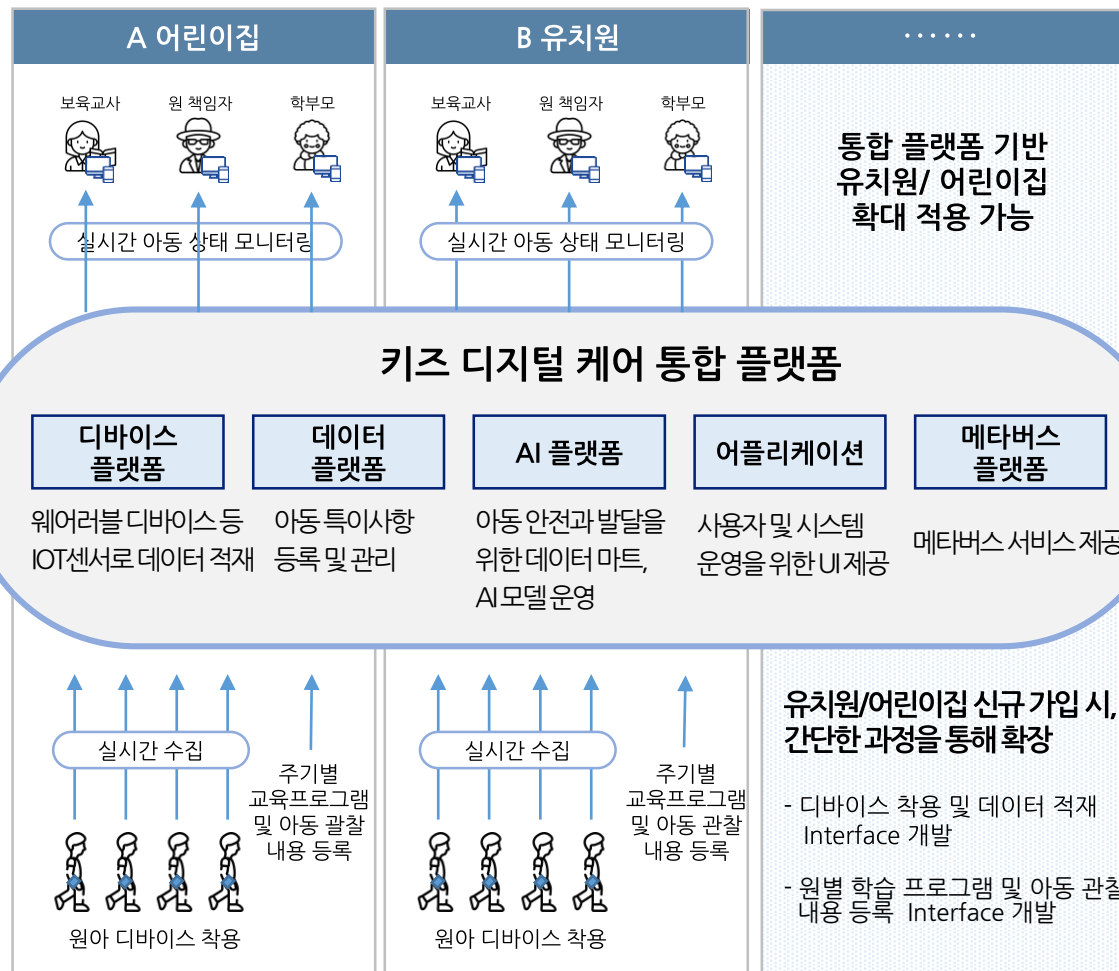 A 어린이집
B 유치원
······
보육교사 원 책임자 학부모
보육교사 원 책임자 학부모
실시간 아동 상태 모니터링
실시간 아동 상태 모니터링
통합 플랫폼 기반
유치원/ 어린이집
확대 적용 가능
키즈 디지털 케어 통합 플랫폼
디바이스
플랫폼
웨어러블 디바이스 등
IOT센서로 데이터 적재
데이터
플랫폼
아동 특이사항
등록 및 관리
AI 플랫폼
아동 안전과 발달을
위한 데이터 마트,
AI 모델 운영
어플리케이션
사용자 및 시스템
운영을 위한 UI 제공
메타버스
플랫폼
메타버스 서비스 제공
실시간 수집
주기별
교육프로그램
및 아동 괄찰
내용 등록
원아 디바이스 착용
실시간 수집
주기별
교육프로그램
및 아동 관찰
내용 등록
원아 디바이스 착용
유치원/어린이집 신규 가입 시,
간단한 과정을 통해 확장
- 디바이스 착용 및 데이터 적재
Interface 개발
- 원별 학습 프로그램 및 아동 관찰
내용 등록 Interface 개발